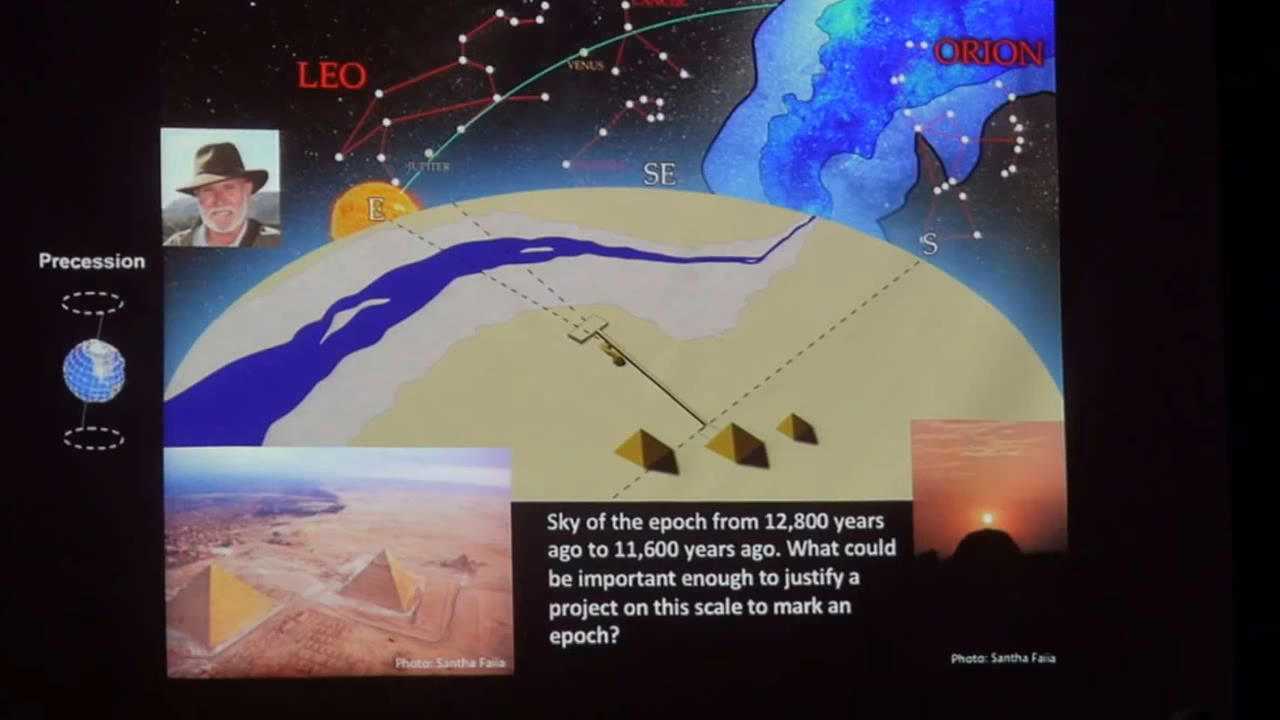 CANCER
ORION
LEO
VENUS
JUPITER
SE
E
S
Precession
Sky of the epoch from 12,800 years
ago to 11,600 years ago. What could
be important enough to justify a
project on this scale to mark an
epoch?
Photo: Santha Faiia
Photo: Santha Faiia